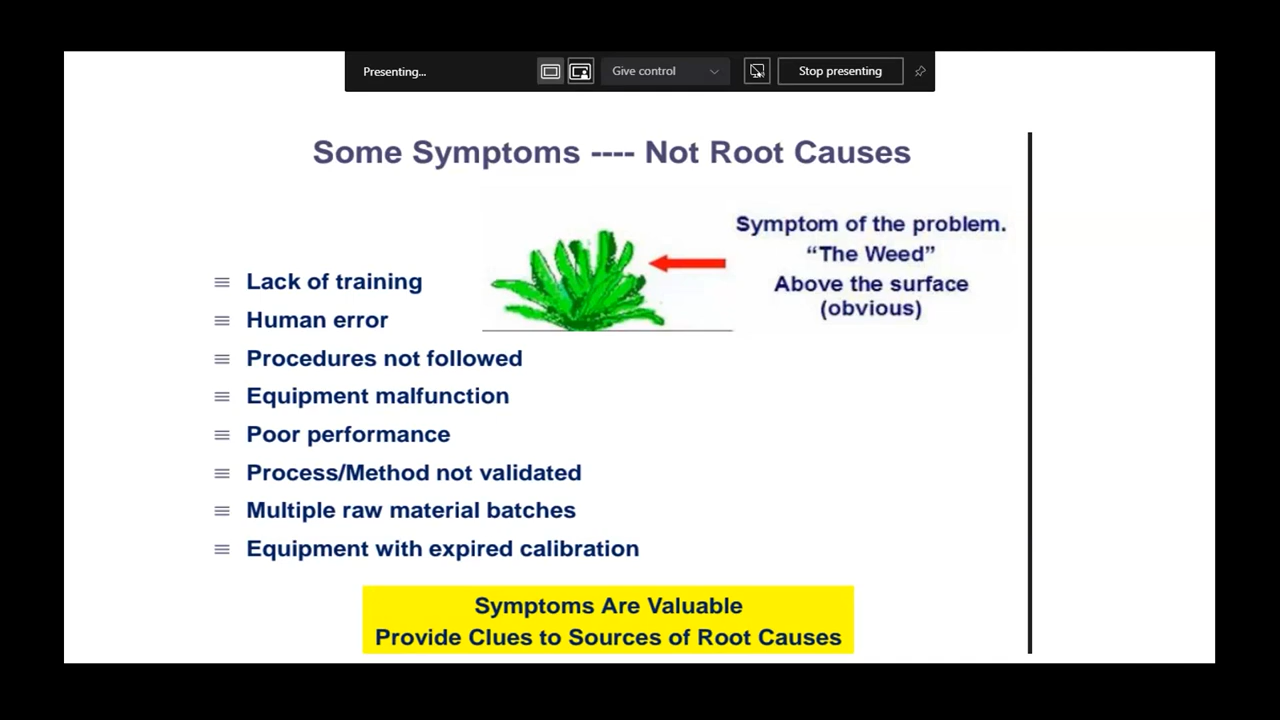 Presenting...
Give control
Stop presenting
Some Symptoms ---- Not Root Causes
Symptom of the problem.
“The Weed”
Above the surface
(obvious)
Lack of training
Human error
Procedures not followed
Equipment malfunction
Poor performance
Process/Method not validated
Multiple raw material batches
Equipment with expired calibration
Symptoms Are Valuable
Provide Clues to Sources of Root Causes